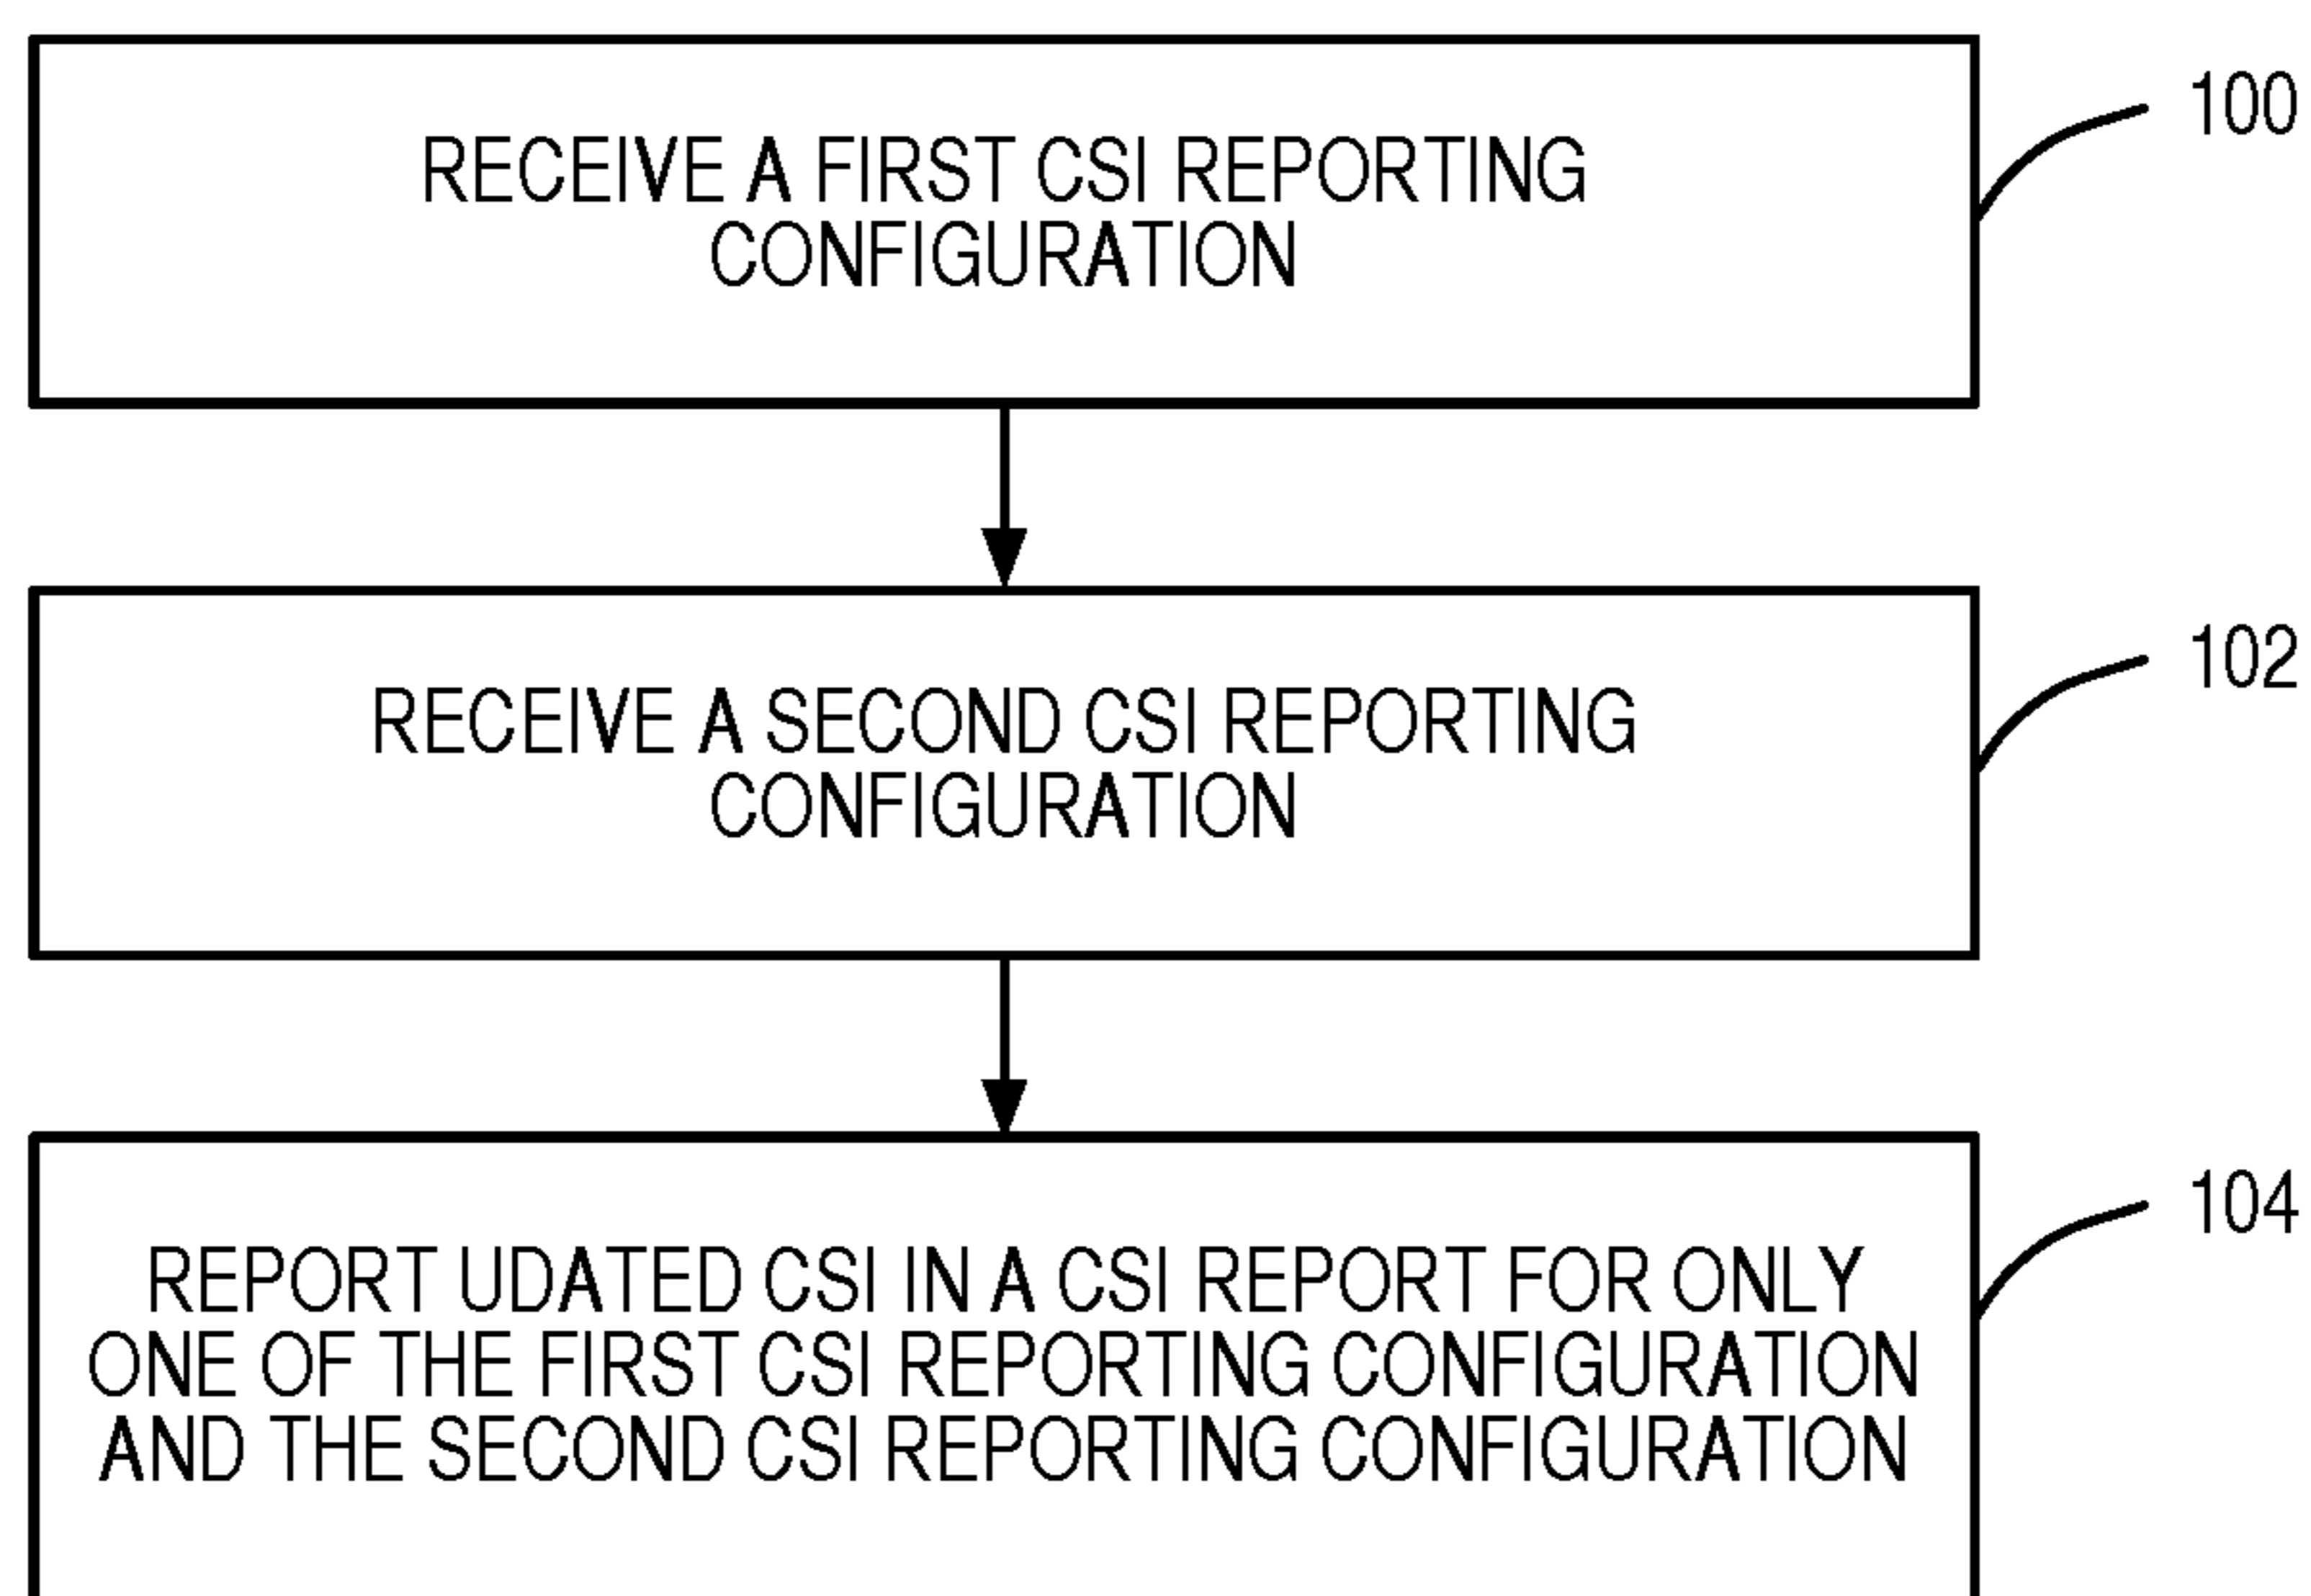 RECEIVE A FIRST CSI REPORTING
CONFIGURATION
100
RECEIVE A SECOND CSI REPORTING
CONFIGURATION
102
REPORT UDATED CSI IN A CSI REPORT FOR ONLY
ONE OF THE FIRST CSI REPORTING CONFIGURATION
AND THE SECOND CSI REPORTING CONFIGURATION
104